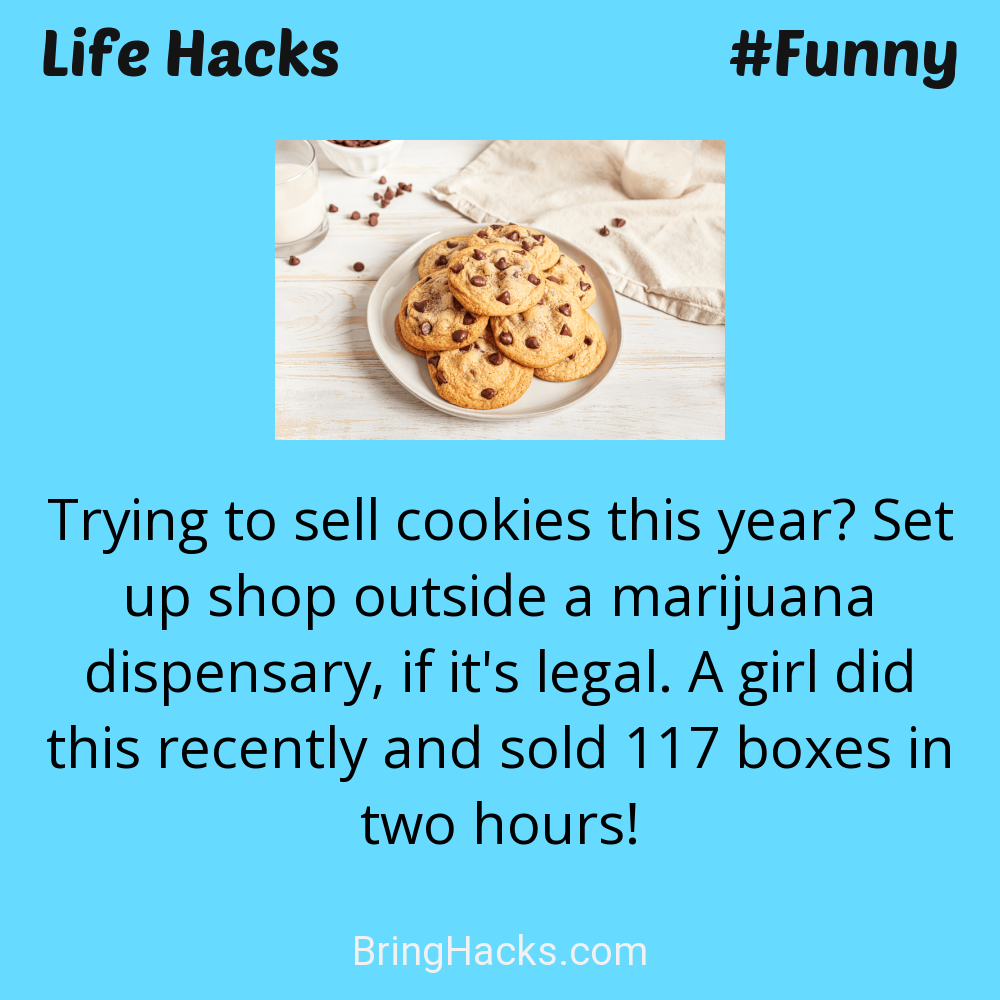 Life Hacks
#Funny
Trying to sell cookies this year? Set
up shop outside a marijuana
dispensary, if it's legal. A girl did
this recently and sold 117 boxes in
two hours!
BringHacks.com